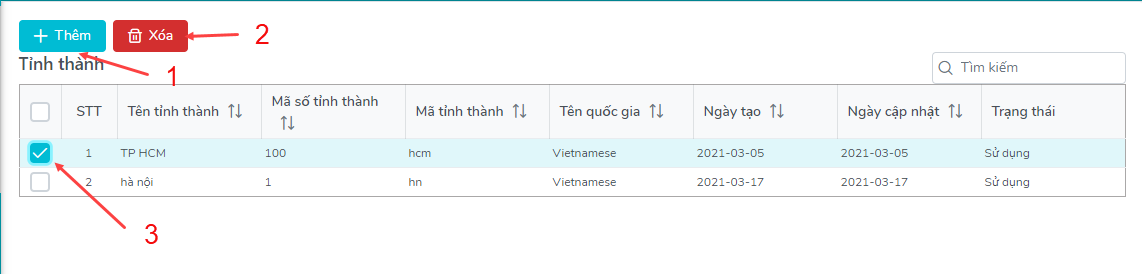 Thêm Xóa 2
Tỉnh thành 1 Tìm kiếm
STT Tên tỉnh thành Mã số tỉnh thành Mã tỉnh thành Tên quốc gia Ngày tạo Ngày cập nhật Trạng thái
1 TP HCM 100 hcm Vietnamese 2021-03-05 2021-03-05 Sử dụng
2 hà nội 1 hn Vietnamese 2021-03-17 2021-03-17 Sử dụng
3